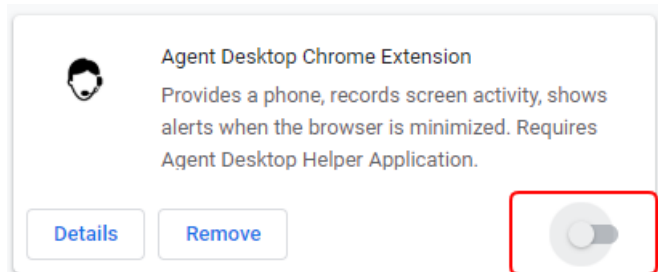 Agent Desktop Chrome Extension
Provides a phone, records screen activity, shows
alerts when the browser is minimized. Requires
Agent Desktop Helper Application.
Details
Remove